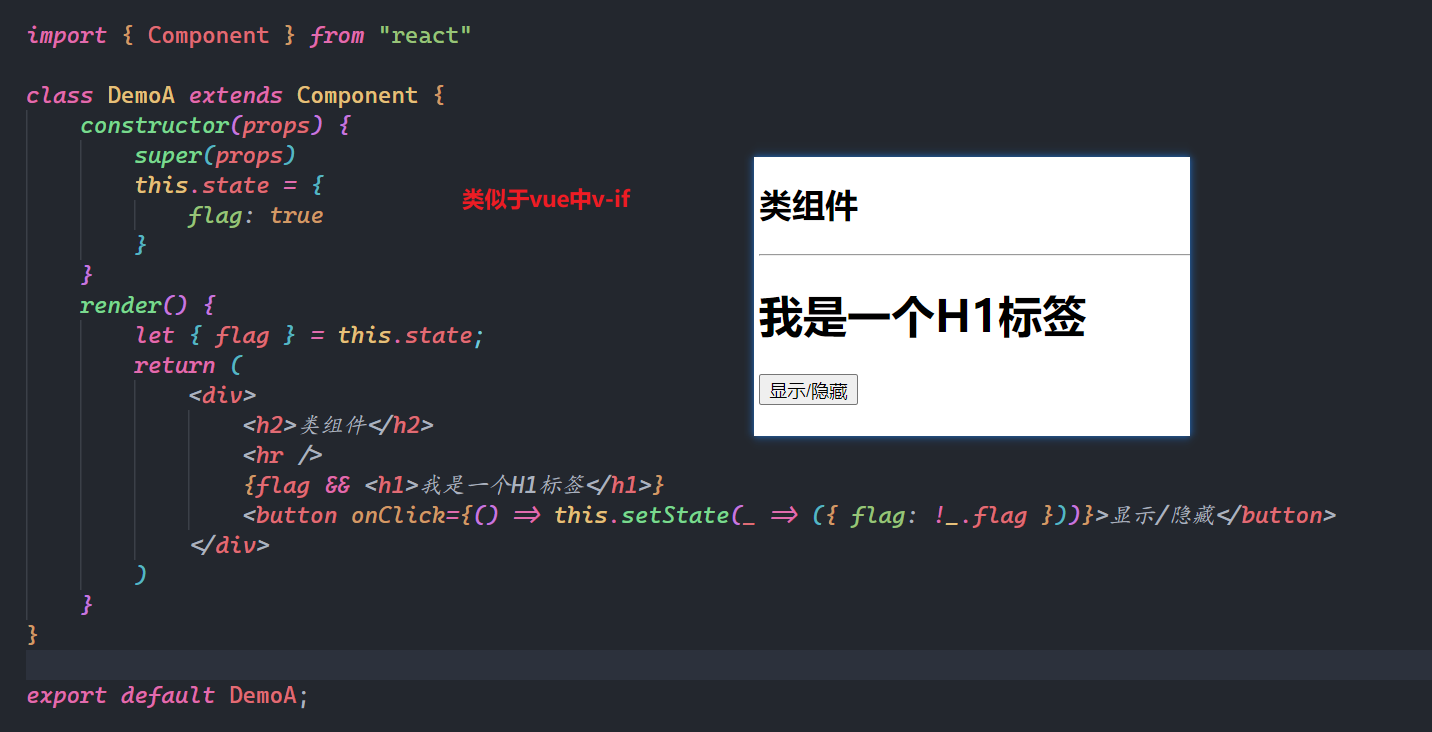 import { Component } from "react"
class DemoA extends Component {
constructor(props) {
super(props)
this.state = {
flag: true
}
}
render() {
let { flag } = this.state;
return (
<div>
<h2>类组件</h2>
<hr />
{flag && <h1>我是一个H1标签</h1>}
<button onClick={() => this.setState(_ => ({ flag: !_.flag }))}>显示/隐藏</button>
</div>
)
}
}
export default DemoA;
类似于vue中v-if
类组件
我是一个H1标签
显示/隐藏